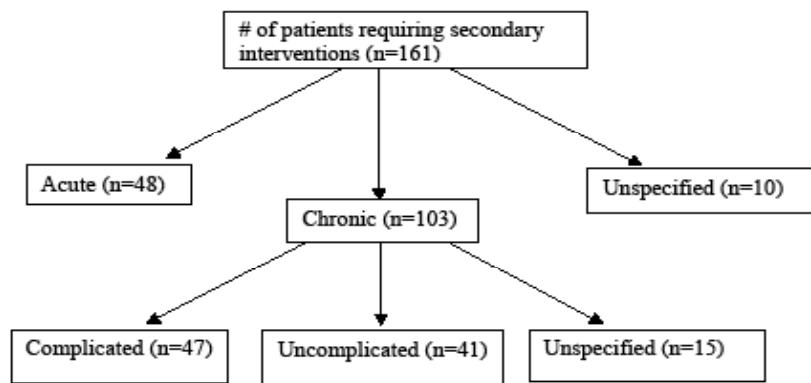 # of patients requiring secondary
interventions (n=161)
Acute (n=48)
Unspecified (n=10)
Chronic (n=103)
Complicated (n=47)
Uncomplicated (n=41)
Unspecified (n=15)